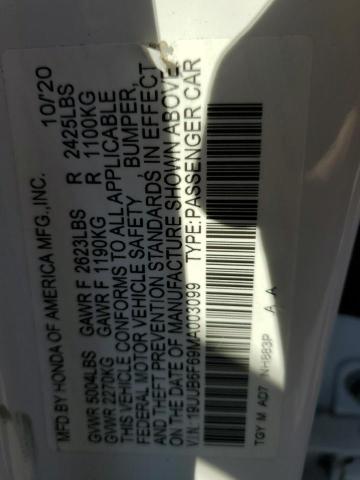 MFD BY HONDA OF AMERICA MFG., INC. 10/'20
GVWR 5004LBS GAWR F 2623LBS R 2425LBS
GVWR 2270KG GAWR F 1190KG R 1100KG
THIS VEHICLE CONFORMS TO ALL APPLICABLE
FEDERAL MOTOR VEHICLE SAFETY, BUMPER,
AND THEFT PREVENTION STANDARDS IN EFFECT
ON THE DATE OF MANUFACTURE SHOWN ABOVE.
V.I.N.: 19UUB6F69MA003099 TYPE:PASSENGER CAR
TGY M A07 NH883P A A